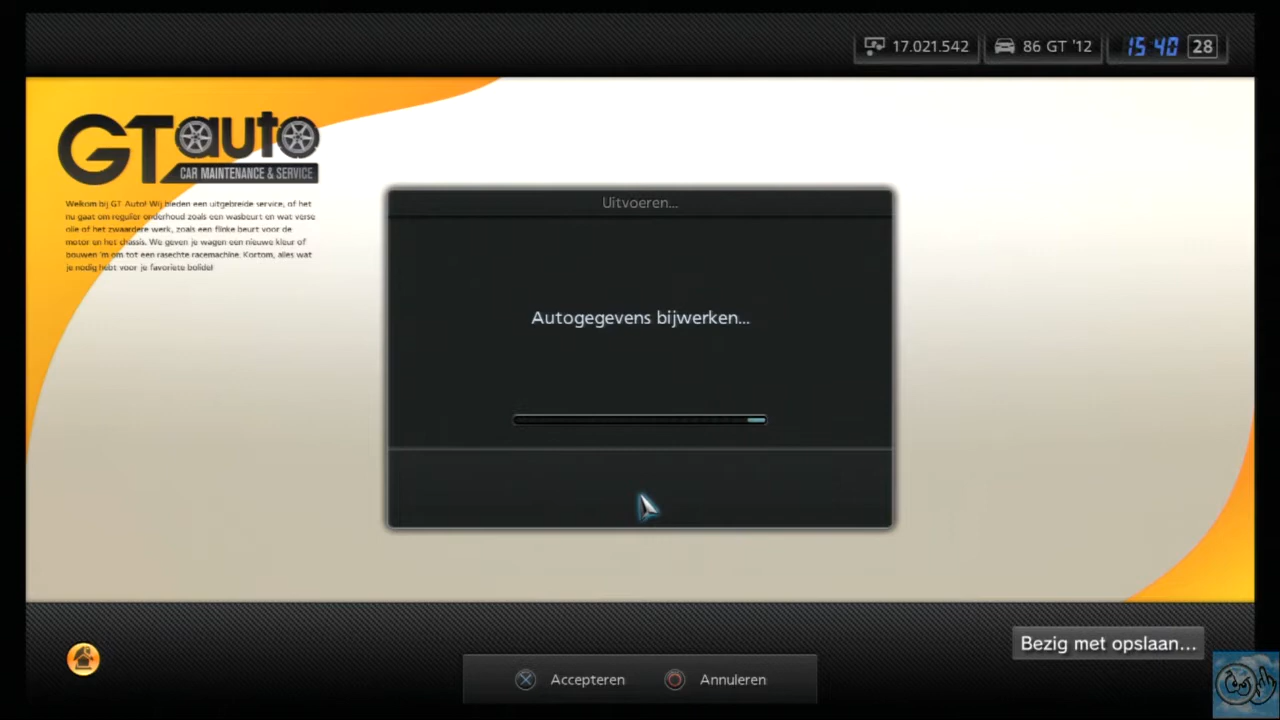 17.021.542
86 GT '12
15:40
28
GT auto
CAR MAINTENANCE & SERVICE
Welkom bij GT Auto! Wij bieden een uitgebreide service, of het
nu gaat om regulier onderhoud zoals een wasbeurt en wat verse
olie of het zwaardere werk, zoals een flinke beurt voor de
motor en het chassis. We geven je wagen een nieuwe kleur of
bouwen 'm om tot een rasechte racemachine. Kortom, alles wat
je nodig hebt voor je favoriete bolide!
Uitvoeren...
Autogegevens bijwerken...
Bezig met opslaan...
Accepteren
Annuleren